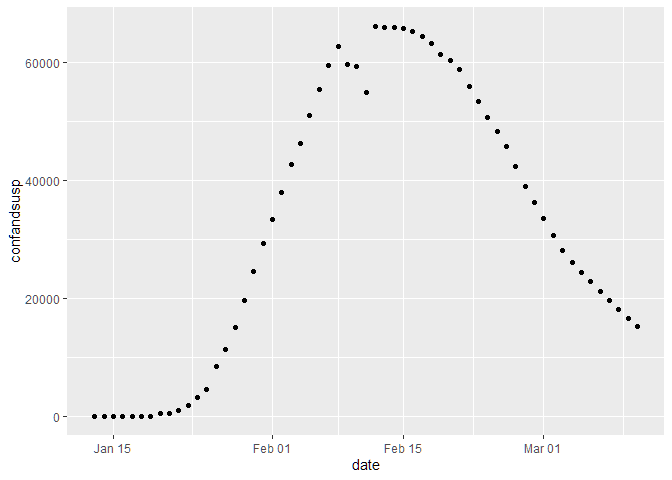 60000
40000
20000
0
confandsusp
Jan 15
Feb 01
Feb 15
Mar 01
date